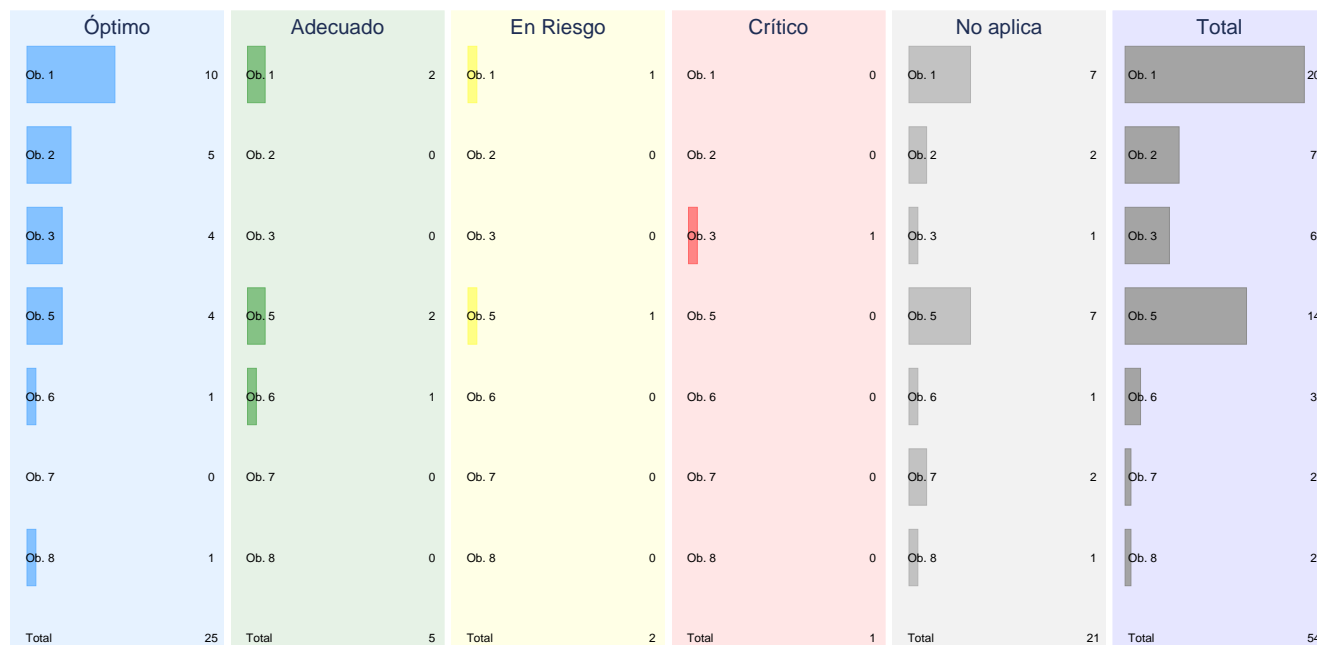 Óptimo Adecuado En Riesgo Crítico No aplica Total
Ob. 1 10 Ob. 1 2 Ob. 1 1 Ob. 1 0 Ob. 1 7 Ob. 1 20
Ob. 2 5 Ob. 2 0 Ob. 2 0 Ob. 2 0 Ob. 2 2 Ob. 2 7
Ob. 3 4 Ob. 3 0 Ob. 3 0 Ob. 3 1 Ob. 3 1 Ob. 3 6
Ob. 5 4 Ob. 5 2 Ob. 5 1 Ob. 5 0 Ob. 5 7 Ob. 5 14
Ob. 6 1 Ob. 6 1 Ob. 6 0 Ob. 6 0 Ob. 6 1 Ob. 6 3
Ob. 7 0 Ob. 7 0 Ob. 7 0 Ob. 7 0 Ob. 7 2 Ob. 7 2
Ob. 8 1 Ob. 8 0 Ob. 8 0 Ob. 8 0 Ob. 8 1 Ob. 8 2
Total 25 Total 5 Total 2 Total 1 Total 21 Total 54